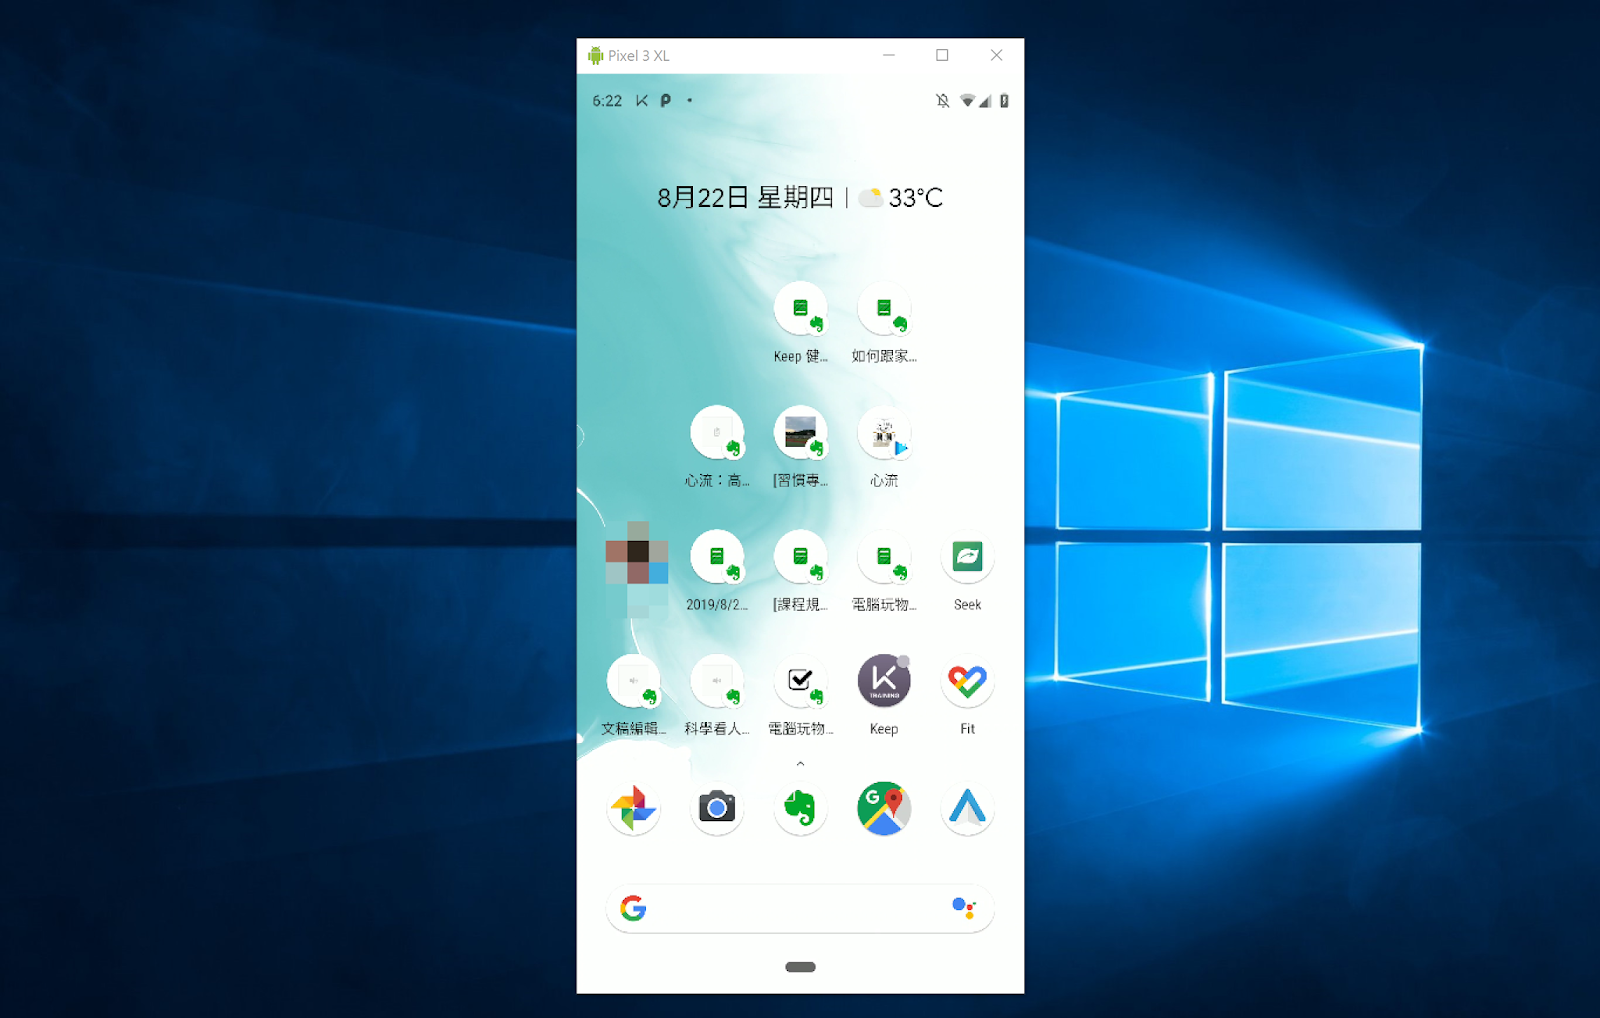 Pixel 3 XL
6:22
8月22日 星期四 | 33°C
Keep 健...
如何跟家...
心流：高...
[習慣專...
心流
2019/8/2...
[課程規...
電腦玩物...
Seek
文稿編輯...
科學看人...
電腦玩物...
K TRAINING
Keep
Fit